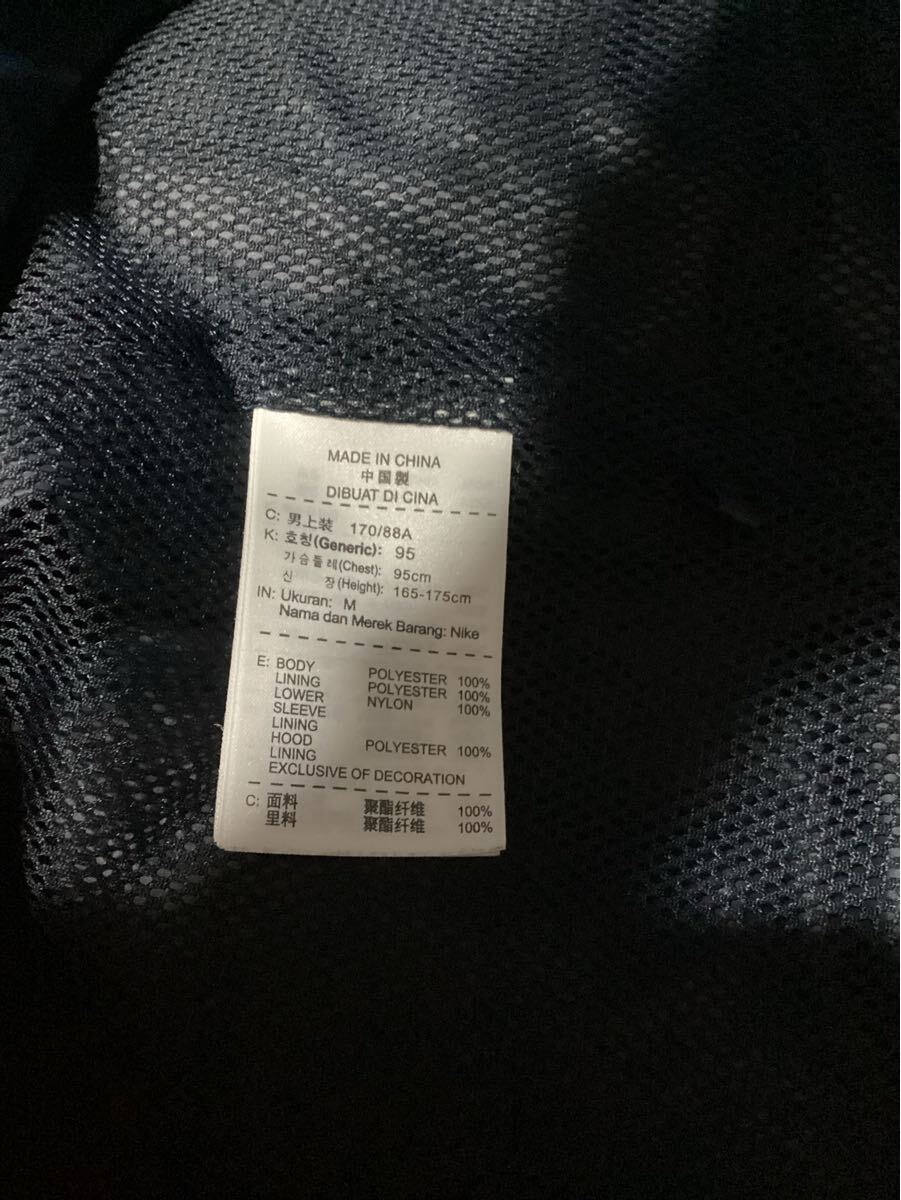 MADE IN CHINA
中国製
DIBUAT DI CINA
C: 男上装 170/88A
K: 호칭(Generic): 95
가슴둘레(Chest): 95cm
신 장(Height): 165-175cm
IN: Ukuran: M
Nama dan Merek Barang: Nike
E: BODY POLYESTER 100%
LINING POLYESTER 100%
LOWER NYLON 100%
SLEEVE
LINING
HOOD POLYESTER 100%
LINING
EXCLUSIVE OF DECORATION
C: 面料 聚酯纤维 100%
里料 聚酯纤维 100%